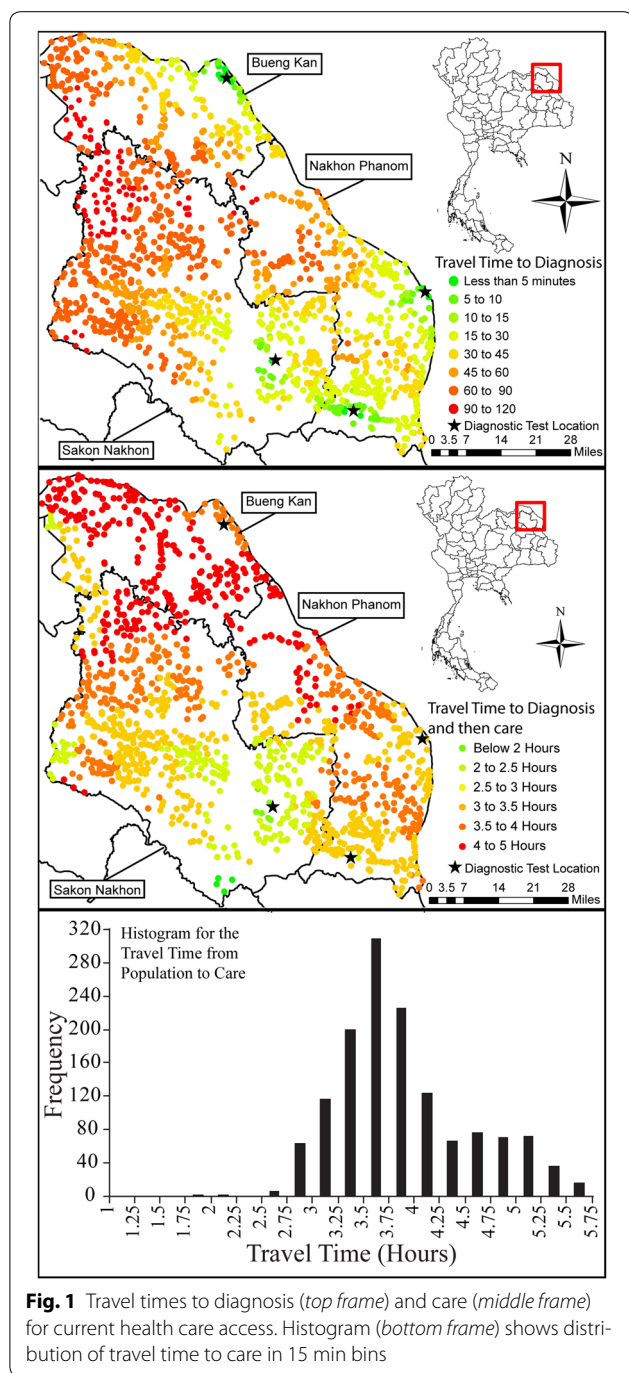 Bueng Kan
Nakhon Phanom
N
Travel Time to Diagnosis
Less than 5 minutes
5 to 10
10 to 15
15 to 30
30 to 45
45 to 60
60 to 90
90 to 120
Diagnostic Test Location
0 3.5 7 14 21 28
Miles
Sakon Nakhon
Bueng Kan
Nakhon Phanom
N
Travel Time to Diagnosis
and then care
Below 2 Hours
2 to 2.5 Hours
2.5 to 3 Hours
3 to 3.5 Hours
3.5 to 4 Hours
4 to 5 Hours
Diagnostic Test Location
0 3.5 7 14 21 28
Miles
Sakon Nakhon
Histogram for the
Travel Time from
Population to Care
Frequency
320
280
240
200
160
120
80
40
0
1
1.25
1.5
2
2.25
2.5
2.75
3
3.25
3.5
3.75
4
4.25
4.5
4.75
5
5.25
5.5
5.75
Travel Time (Hours)
Fig. 1 Travel times to diagnosis (top frame) and care (middle frame)
for current health care access. Histogram (bottom frame) shows distri-
bution of travel time to care in 15 min bins